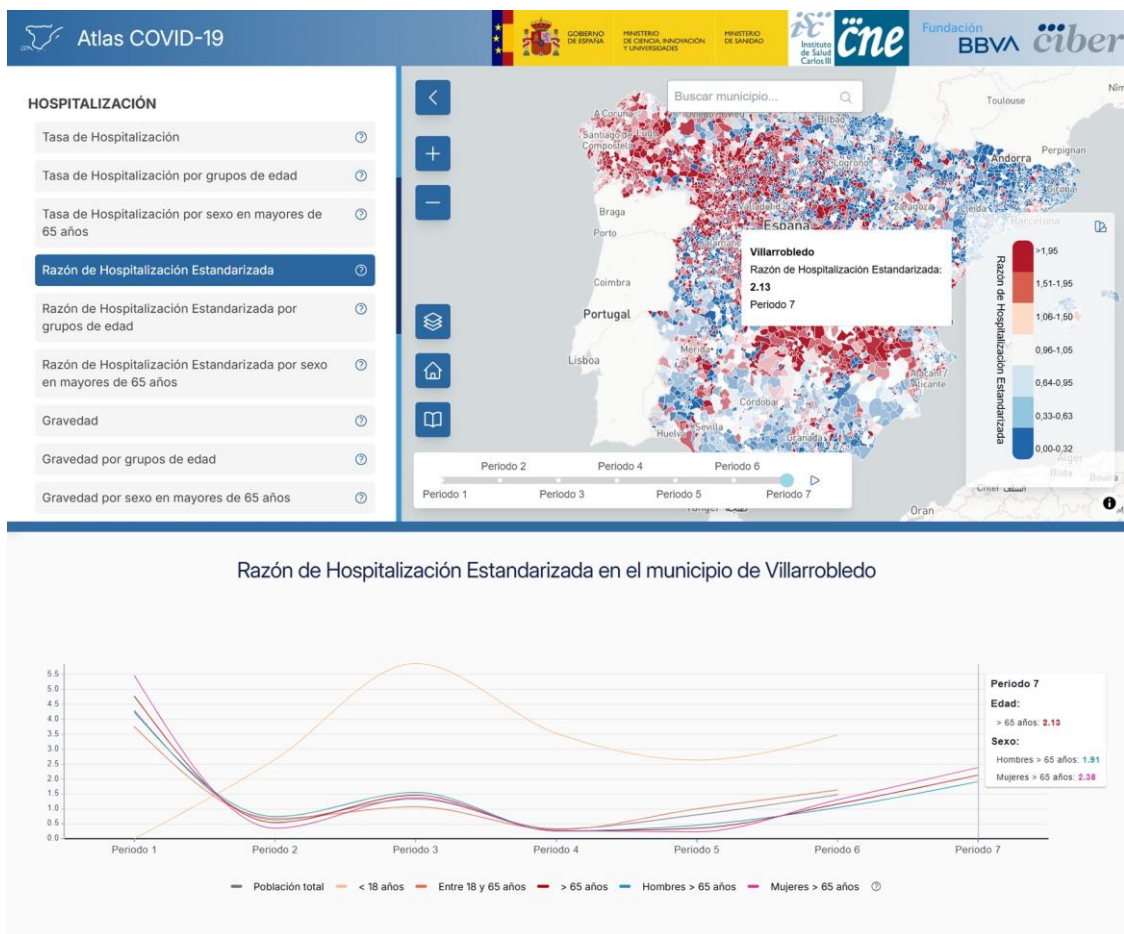 Atlas COVID-19
GOBIERNO
DE ESPAÑA
MINISTERIO
DE CIENCIA, INNOVACIÓN
Y UNIVERSIDADES
MINISTERIO
DE SANIDAD
isc
Instituto
de Salud
Carlos III
cne
Fundación
BBVA
ciber
HOSPITALIZACIÓN
Tasa de Hospitalización
Tasa de Hospitalización por grupos de edad
Tasa de Hospitalización por sexo en mayores de
65 años
Razón de Hospitalización Estandarizada
Razón de Hospitalización Estandarizada por
grupos de edad
Razón de Hospitalización Estandarizada por sexo
en mayores de 65 años
Gravedad
Gravedad por grupos de edad
Gravedad por sexo en mayores de 65 años
Buscar municipio...
Toulouse
A Coruña
Oviedo
Bilbao
Santiago de
Compostela
Lugo
Logroño
Andorra
Perpignan
Girona
Braga
Valladolid
Zaragoza
Lleida
Barcelona
Porto
España
Coimbra
Portugal
Mérida
Lisboa
Alacant /
Alicante
Córdoba
Huelva
Sevilla
Granada
Alger
Blida
Oran
Villarrobledo
Razón de Hospitalización Estandarizada:
2.13
Periodo 7
Razón de Hospitalización Estandarizada
>1,95
1,51-1,95
1,06-1,50
0,96-1,05
0,64-0,95
0,33-0,63
0,00-0,32
Periodo 2 Periodo 4 Periodo 6
Periodo 1 Periodo 3 Periodo 5 Periodo 7
Razón de Hospitalización Estandarizada en el municipio de Villarrobledo
5.5
5.0
4.5
4.0
3.5
3.0
2.5
2.0
1.5
1.0
0.5
0.0
Periodo 1 Periodo 2 Periodo 3 Periodo 4 Periodo 5 Periodo 6 Periodo 7
Periodo 7
Edad:
> 65 años: 2.13
Sexo:
Hombres > 65 años: 1.91
Mujeres > 65 años: 2.38
Población total < 18 años Entre 18 y 65 años > 65 años Hombres > 65 años Mujeres > 65 años